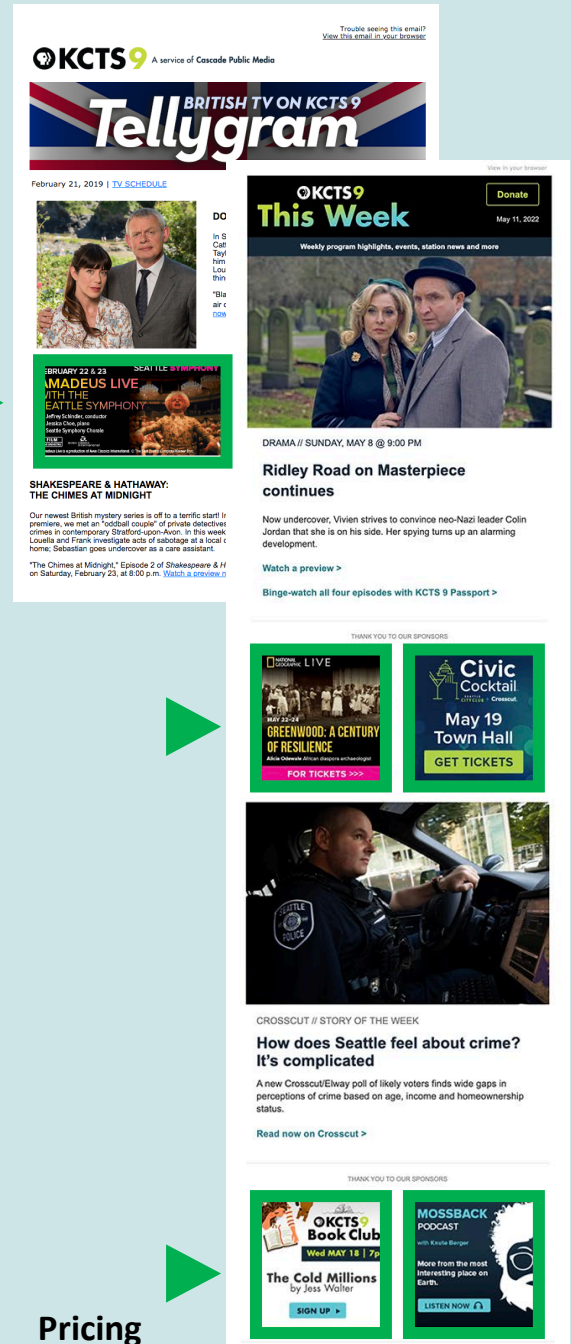 Trouble seeing this email?
View this email in your browser
KCTS 9 A service of Cascade Public Media
BRITISH TV ON KCTS 9
Tellygram
February 21, 2019 | TV SCHEDULE
DO
In S
Cath
Tayl
him
Lou
thin
"Bla
air o
now
BRUARY 22 & 23 SEATTLE SYMPHONY
AMADEUS LIVE
WITH THE
EATTLE SYMPHONY
Jeffrey Schindler, conductor
Jessica Choe, piano
Seattle Symphony Chorale
SHAKESPEARE & HATHAWAY:
THE CHIMES AT MIDNIGHT
Our newest British mystery series is off to a terrific start! In
premiere, we met an "oddball couple" of private detectives
crimes in contemporary Stratford-upon-Avon. In this week
Louella and Frank investigate acts of sabotage at a local c
home; Sebastian goes undercover as a care assistant.
"The Chimes at Midnight," Episode 2 of Shakespeare & H
on Saturday, February 23, at 8:00 p.m. Watch a preview n
View in your browser
KCTS 9
This Week
Donate
May 11, 2022
Weekly program highlights, events, station news and more
DRAMA // SUNDAY, MAY 8 @ 9:00 PM
Ridley Road on Masterpiece
continues
Now undercover, Vivien strives to convince neo-Nazi leader Colin
Jordan that she is on his side. Her spying turns up an alarming
development.
Watch a preview >
Binge-watch all four episodes with KCTS 9 Passport >
THANK YOU TO OUR SPONSORS
NATIONAL GEOGRAPHIC LIVE
MAY 22-24
GREENWOOD: A CENTURY
OF RESILIENCE
Alicia Odewale African diaspora archaeologist
FOR TICKETS >>>
Civic
Cocktail
SEATTLE CITYCLUB Crosscut
May 19
Town Hall
GET TICKETS
SEATTLE
POLICE
CROSSCUT // STORY OF THE WEEK
How does Seattle feel about crime?
It's complicated
A new Crosscut/Elway poll of likely voters finds wide gaps in
perceptions of crime based on age, income and homeownership
status.
Read now on Crosscut >
THANK YOU TO OUR SPONSORS
KCTS 9
Book Club
Wed MAY 18 | 7p
The Cold Millions
by Jess Walter
SIGN UP
MOSSBACK
PODCAST
with Knute Berger
More from the most
interesting place on
Earth.
LISTEN NOW
Pricing